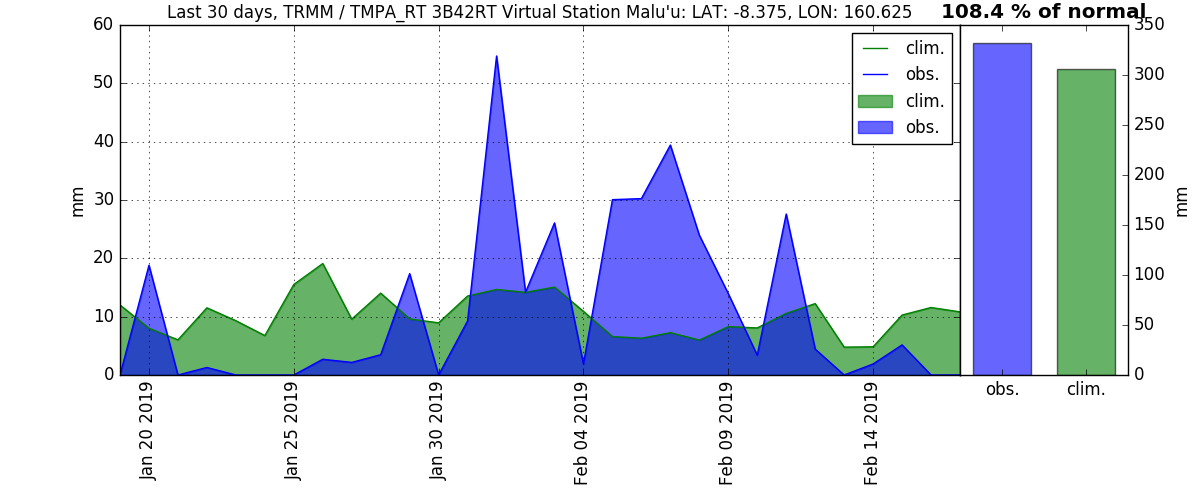 Last 30 days, TRMM / TMPA_RT 3B42RT Virtual Station Malu'u: LAT: -8.375, LON: 160.625
108.4 % of normal
60
50
40
30
20
10
0
mm
clim.
obs.
clim.
obs.
Jan 20 2019
Jan 25 2019
Jan 30 2019
Feb 04 2019
Feb 09 2019
Feb 14 2019
350
300
250
200
150
100
50
0
mm
obs.
clim.